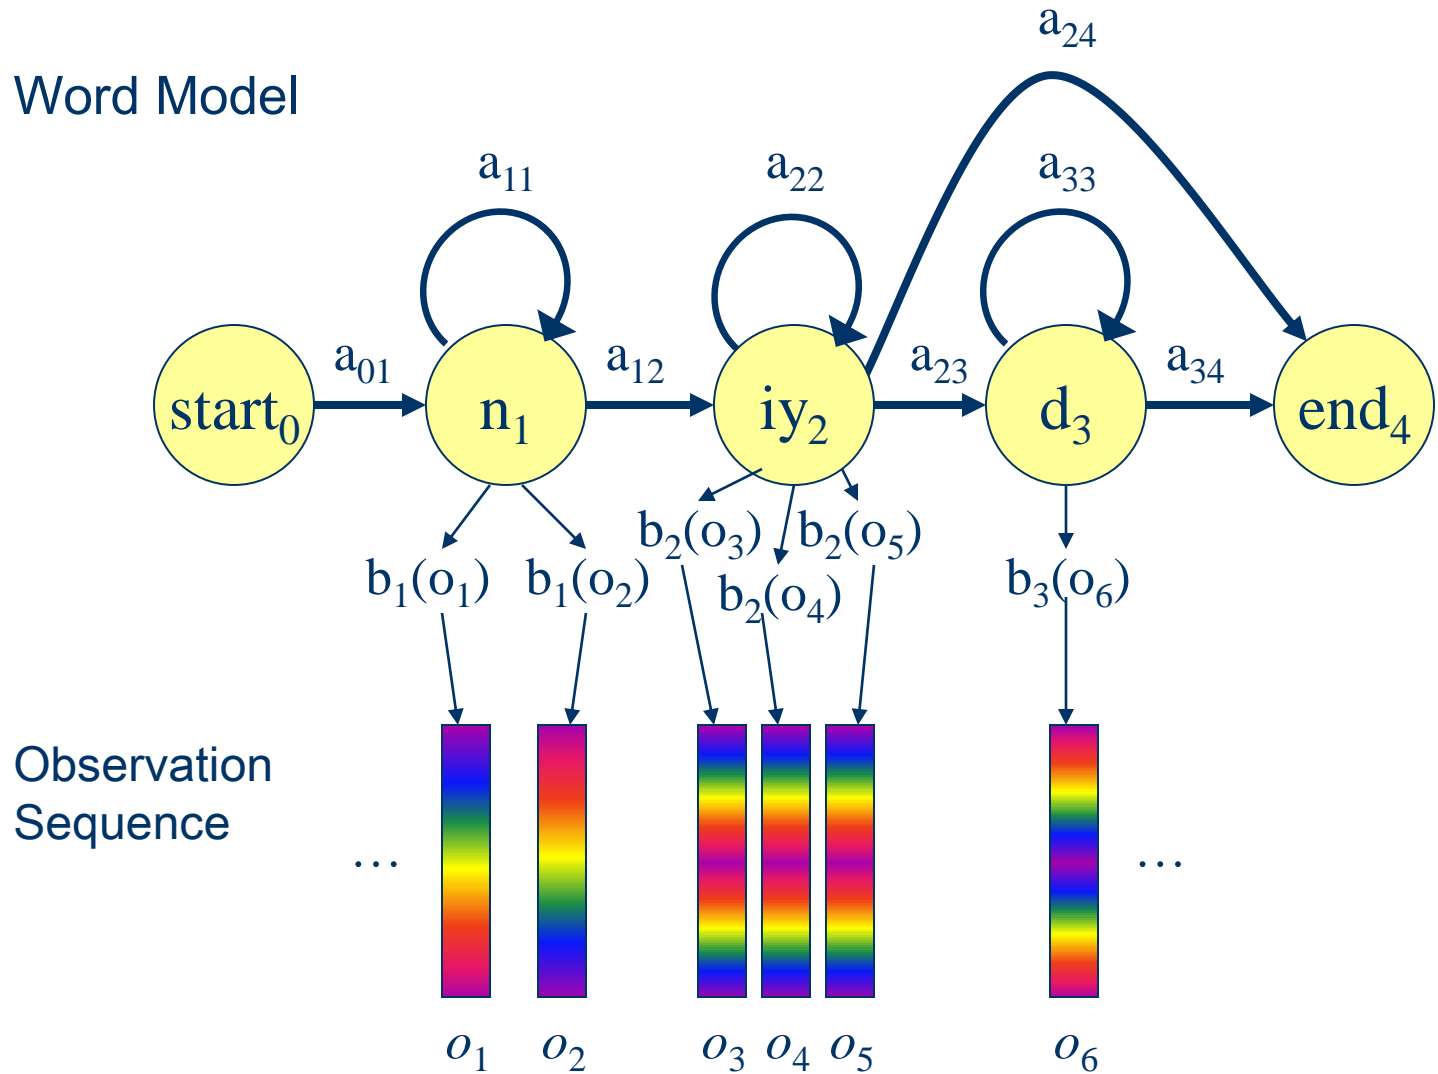 a₂₄
Word Model
a₁₁ a₂₂ a₃₃
a₀₁ a₁₂ a₂₃ a₃₄
start₀ n₁ iy₂ d₃ end₄
b₂(o₃) b₂(o₅)
b₁(o₁) b₁(o₂) b₂(o₄) b₃(o₆)
Observation
Sequence
… …
o₁ o₂ o₃ o₄ o₅ o₆